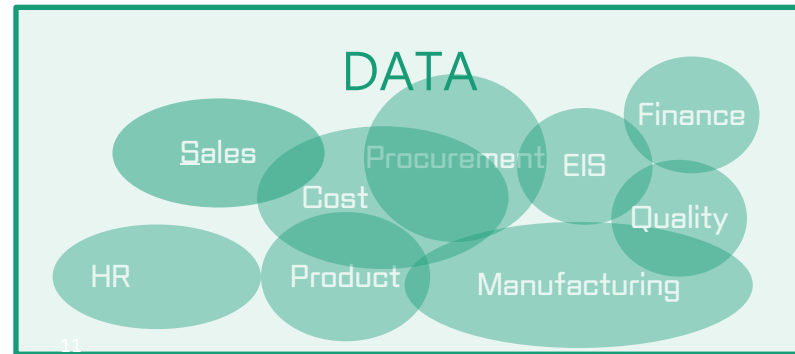 DATA
Finance
Sales
Procurement
EIS
Cost
Quality
HR
Product
Manufacturing
11